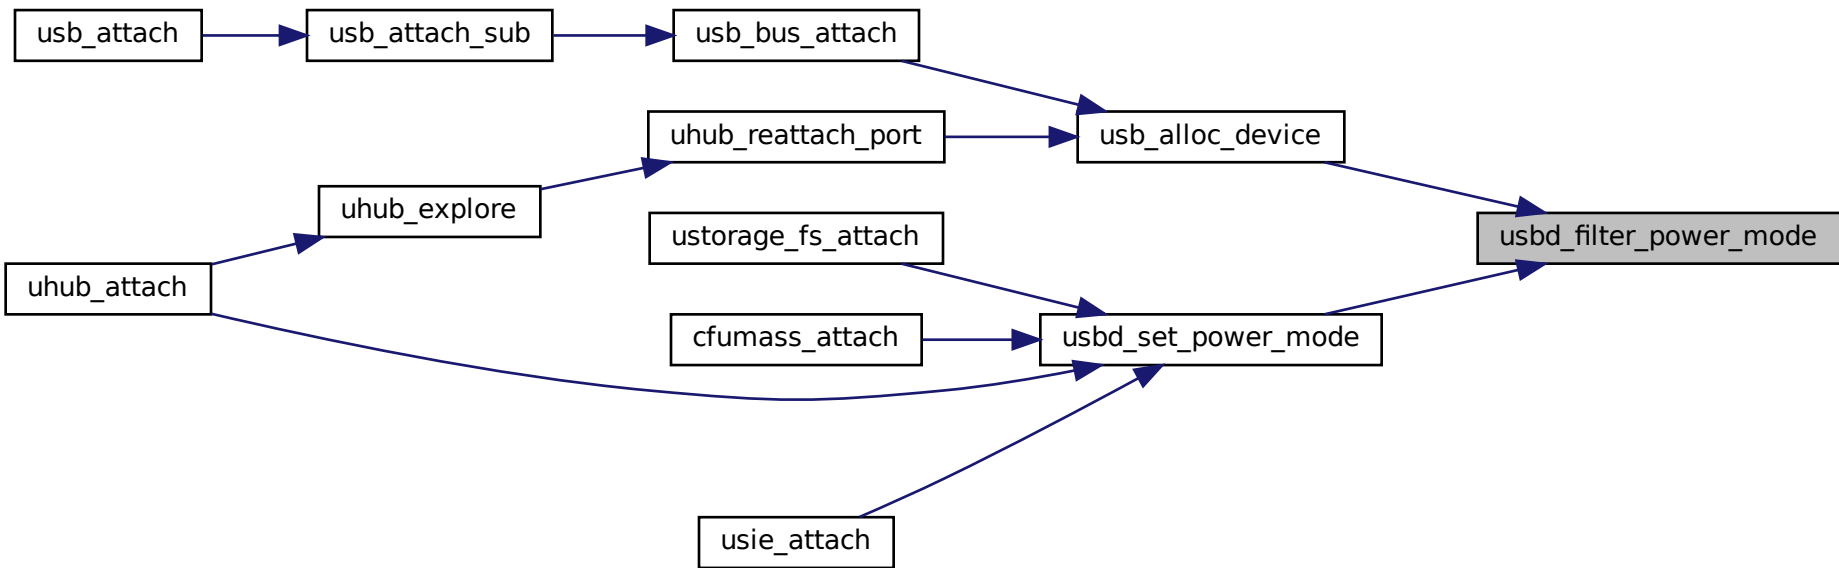 usb_attach
usb_attach_sub
usb_bus_attach
uhub_reattach_port
usb_alloc_device
uhub_explore
ustorage_fs_attach
usbd_filter_power_mode
uhub_attach
cfumass_attach
usbd_set_power_mode
usie_attach